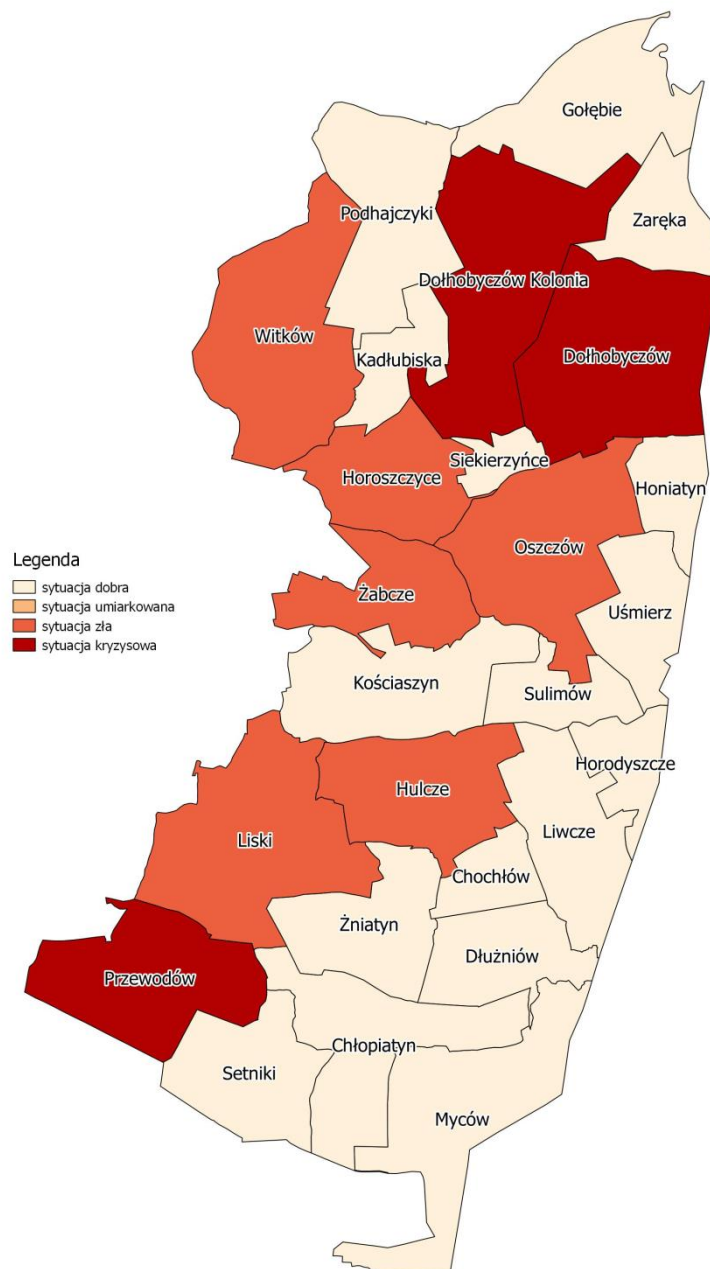 Gołębie
Podhajczyki
Zaręka
Dołhobyczów Kolonia
Witków
Kadłubiska
Dołhobyczów
Siekierzyńce
Horoszczyce
Honiatyn
Oszczów
Legenda
sytuacja dobra
sytuacja umiarkowana
sytuacja zła
sytuacja kryzysowa
Żabcze
Uśmierz
Kościaszyn
Sulimów
Horodyszcze
Hulcze
Liski
Liwcze
Chochłów
Żniatyn
Dłużniów
Przewodów
Chłopiatyn
Setniki
Myców